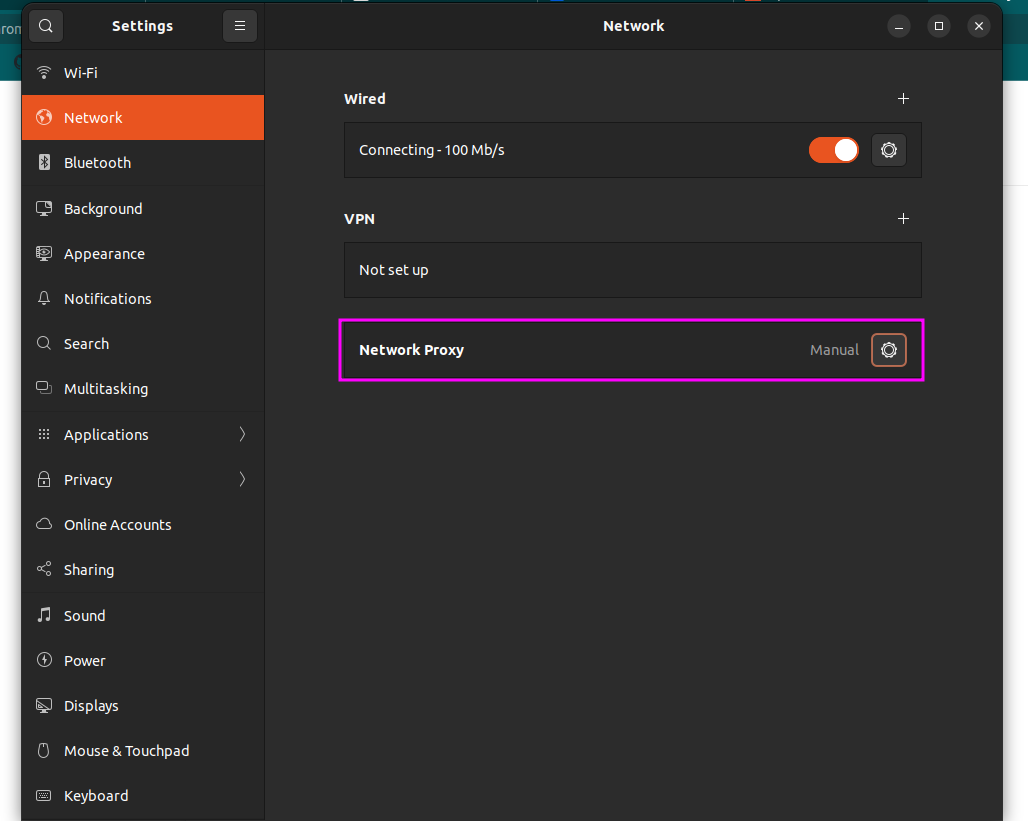 Settings
Network
Wi-Fi
Network
Bluetooth
Background
Appearance
Notifications
Search
Multitasking
Applications
Privacy
Online Accounts
Sharing
Sound
Power
Displays
Mouse & Touchpad
Keyboard
Wired
Connecting - 100 Mb/s
VPN
Not set up
Network Proxy
Manual